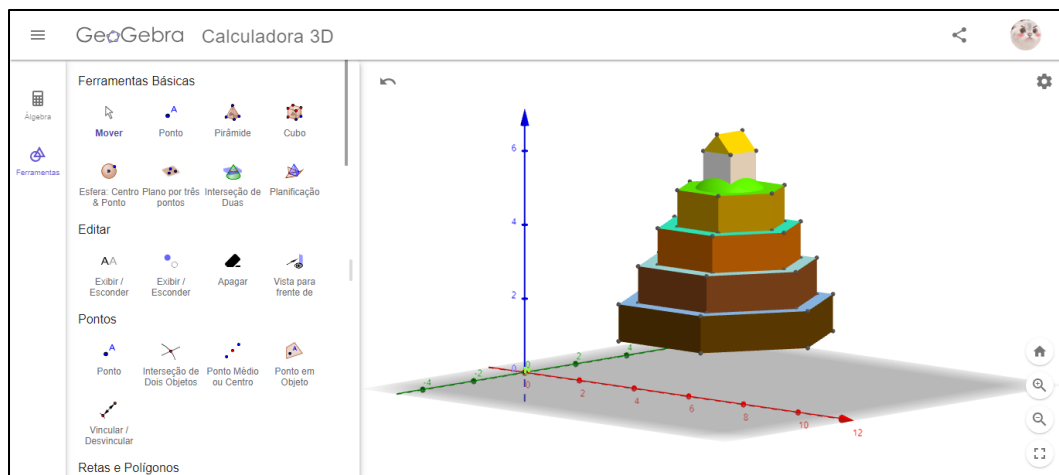 GeoGebra Calculadora 3D
Álgebra
Ferramentas
Ferramentas Básicas
Mover
Ponto
Pirâmide
Cubo
Esfera: Centro
& Ponto
Plano por três
pontos
Interseção de
Duas
Planificação
Editar
AA
Exibir /
Esconder
Exibir /
Esconder
Apagar
Vista para
frente de
Pontos
A
Ponto
Interseção de
Dois Objetos
Ponto Médio
ou Centro
Ponto em
Objeto
Vincular /
Desvincular
Retas e Polígonos
6
4
2
0
-4
-2
0
2
4
0
2
4
6
8
10
12